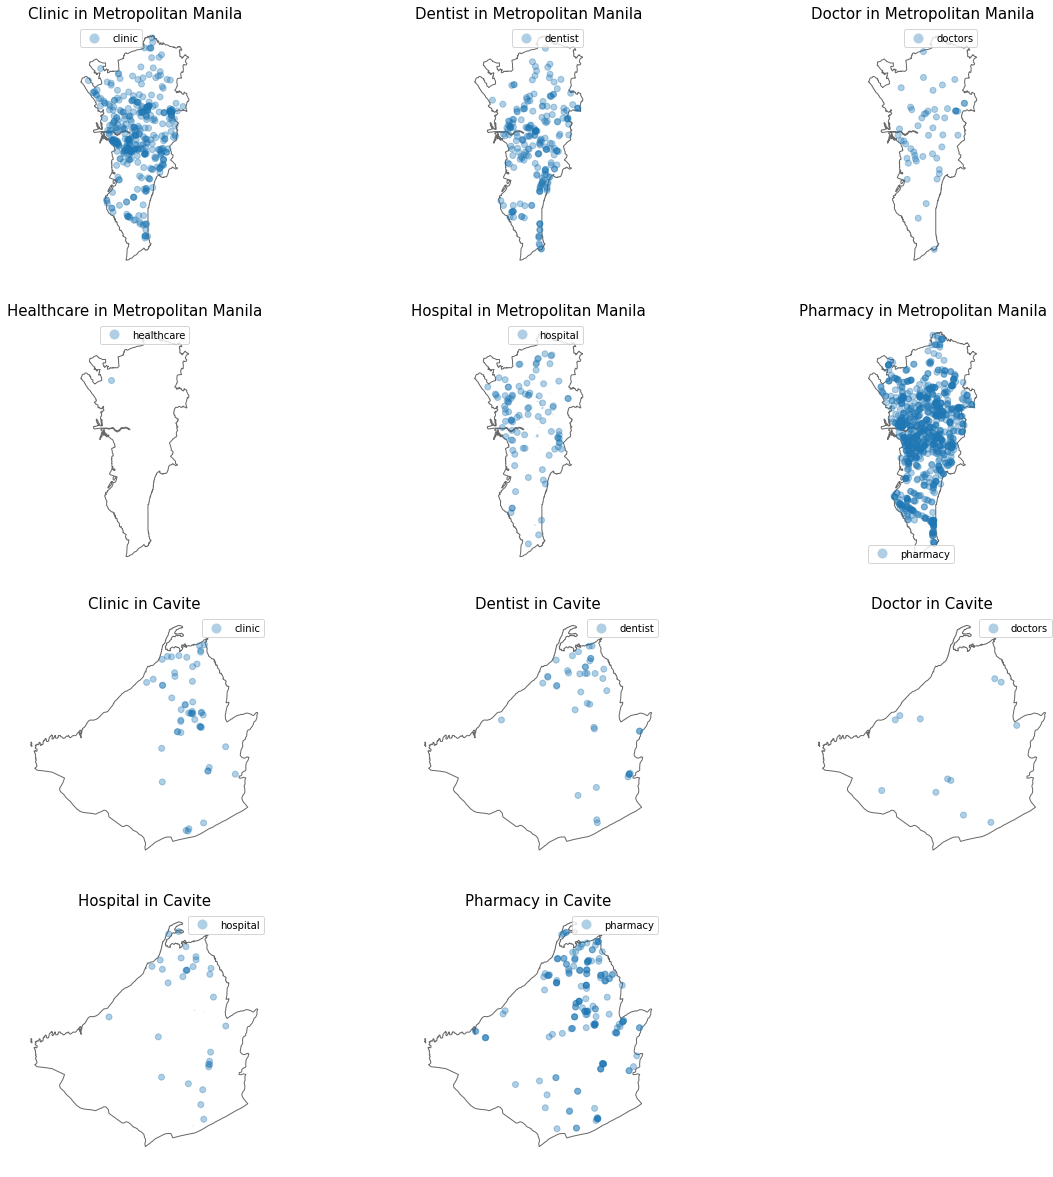 Clinic in Metropolitan Manila
clinic
Dentist in Metropolitan Manila
dentist
Doctor in Metropolitan Manila
doctors
Healthcare in Metropolitan Manila
healthcare
Hospital in Metropolitan Manila
hospital
Pharmacy in Metropolitan Manila
pharmacy
Clinic in Cavite
clinic
Dentist in Cavite
dentist
Doctor in Cavite
doctors
Hospital in Cavite
hospital
Pharmacy in Cavite
pharmacy